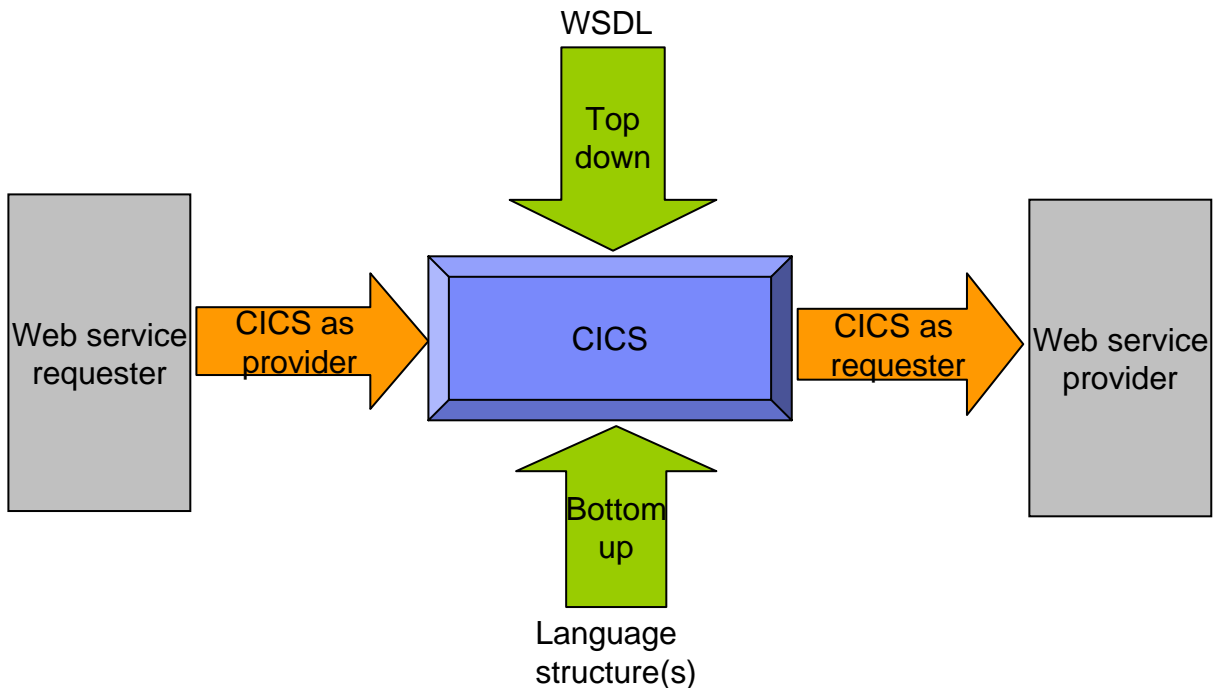 WSDL
Top
down
Web service
requester
CICS as
provider
CICS
CICS as
requester
Web service
provider
Bottom
up
Language
structure(s)